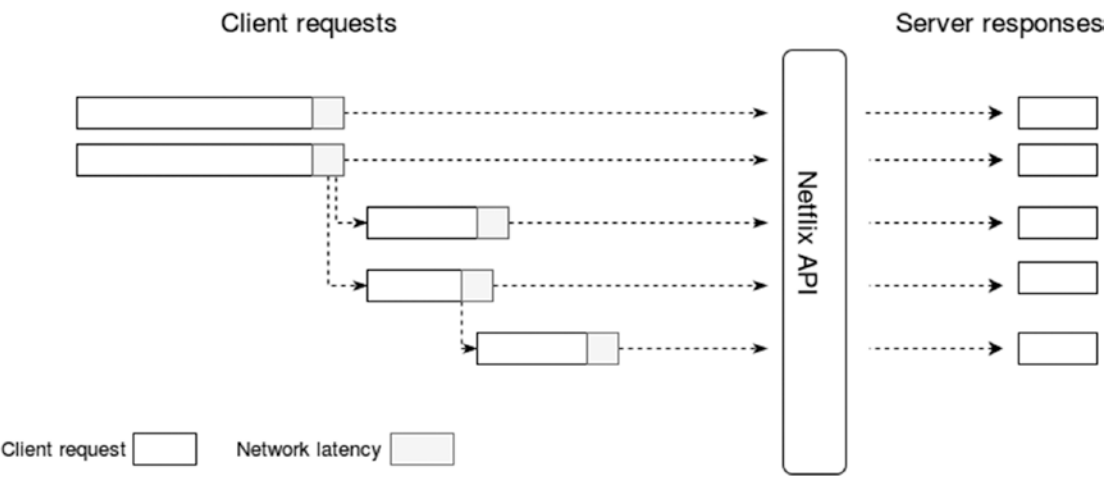 Client requests
Server responses
Netflix API
Client request
Network latency